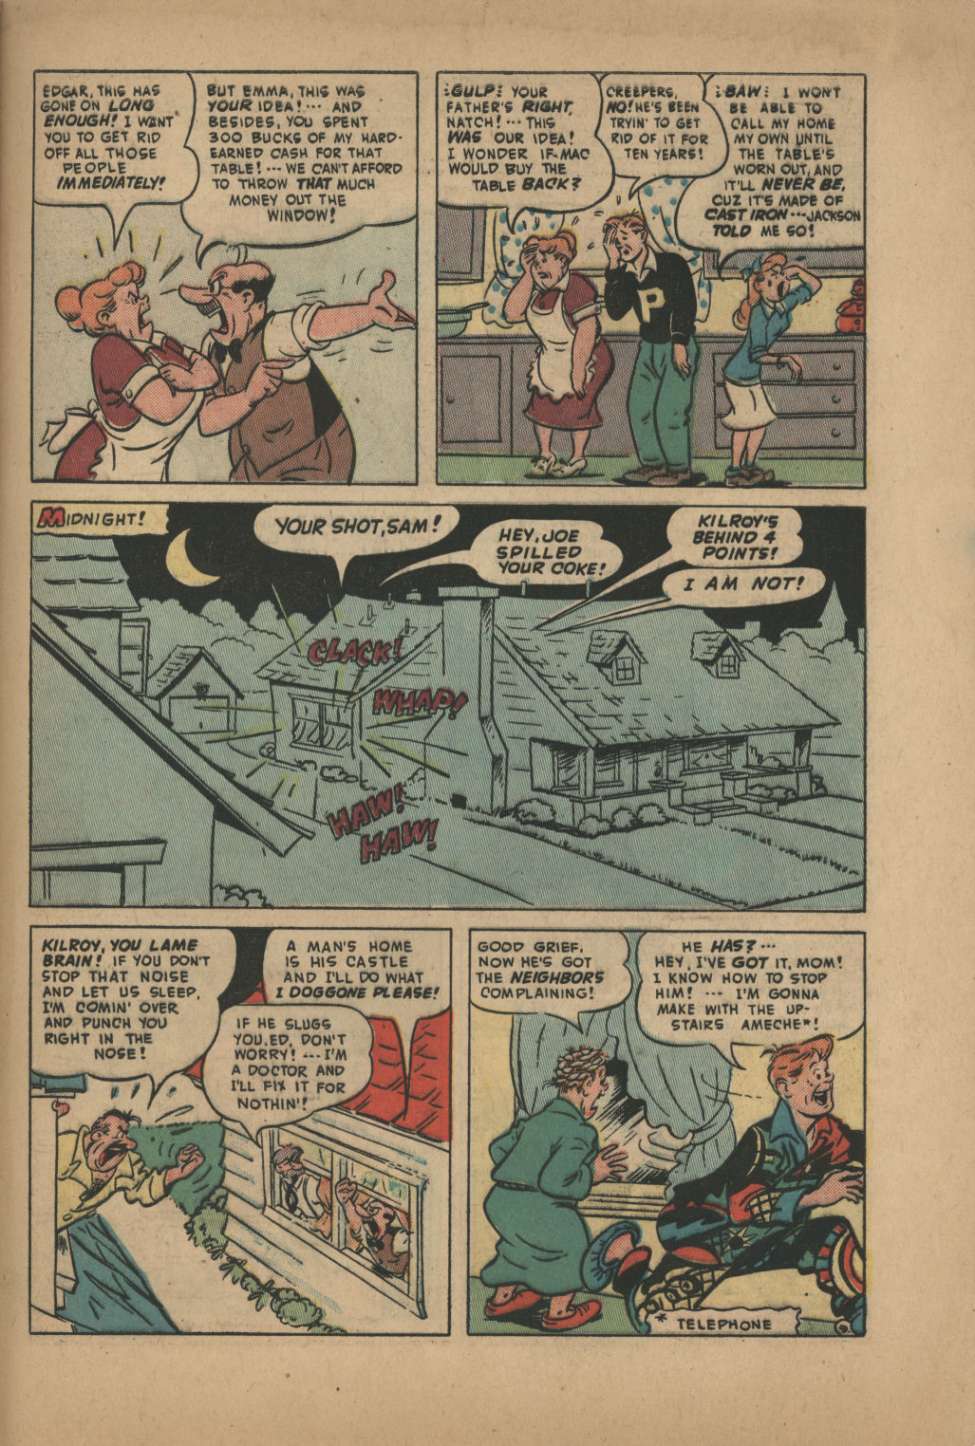 EDGAR, THIS HAS
GONE ON LONG
ENOUGH! I WANT
YOU TO GET RID
OFF ALL THOSE
PEOPLE
IMMEDIATELY!
BUT EMMA, THIS WAS
YOUR IDEA! --- AND
BESIDES, YOU SPENT
300 BUCKS OF MY HARD-
EARNED CASH FOR THAT
TABLE! --- WE CAN'T AFFORD
TO THROW THAT MUCH
MONEY OUT THE
WINDOW!
:GULP: YOUR
FATHER'S RIGHT,
NATCH! --- THIS
WAS OUR IDEA!
I WONDER IF MAC
WOULD BUY THE
TABLE BACK?
CREEPERS,
NO! HE'S BEEN
TRYIN' TO GET
RID OF IT FOR
TEN YEARS!
:BAW: I WON'T
BE ABLE TO
CALL MY HOME
MY OWN UNTIL
THE TABLE'S
WORN OUT, AND
IT'LL NEVER BE,
CUZ IT'S MADE OF
CAST IRON --- JACKSON
TOLD ME SO!
P
MIDNIGHT!
YOUR SHOT, SAM!
HEY, JOE
SPILLED
YOUR COKE!
KILROY'S
BEHIND 4
POINTS!
I AM NOT!
CLACK!
WHAP!
HAW!
HAW!
KILROY, YOU LAME
BRAIN! IF YOU DON'T
STOP THAT NOISE
AND LET US SLEEP,
I'M COMIN' OVER
AND PUNCH YOU
RIGHT IN THE
NOSE!
A MAN'S HOME
IS HIS CASTLE
AND I'LL DO WHAT
I DOGGONE PLEASE!
IF HE SLUGS
YOU, ED, DON'T
WORRY! --- I'M
A DOCTOR AND
I'LL FIX IT FOR
NOTHIN'!
GOOD GRIEF,
NOW HE'S GOT
THE NEIGHBORS
COMPLAINING!
HE HAS? ---
HEY, I'VE GOT IT, MOM!
I KNOW HOW TO STOP
HIM! --- I'M GONNA
MAKE WITH THE UP-
STAIRS AMECHE*!
* TELEPHONE